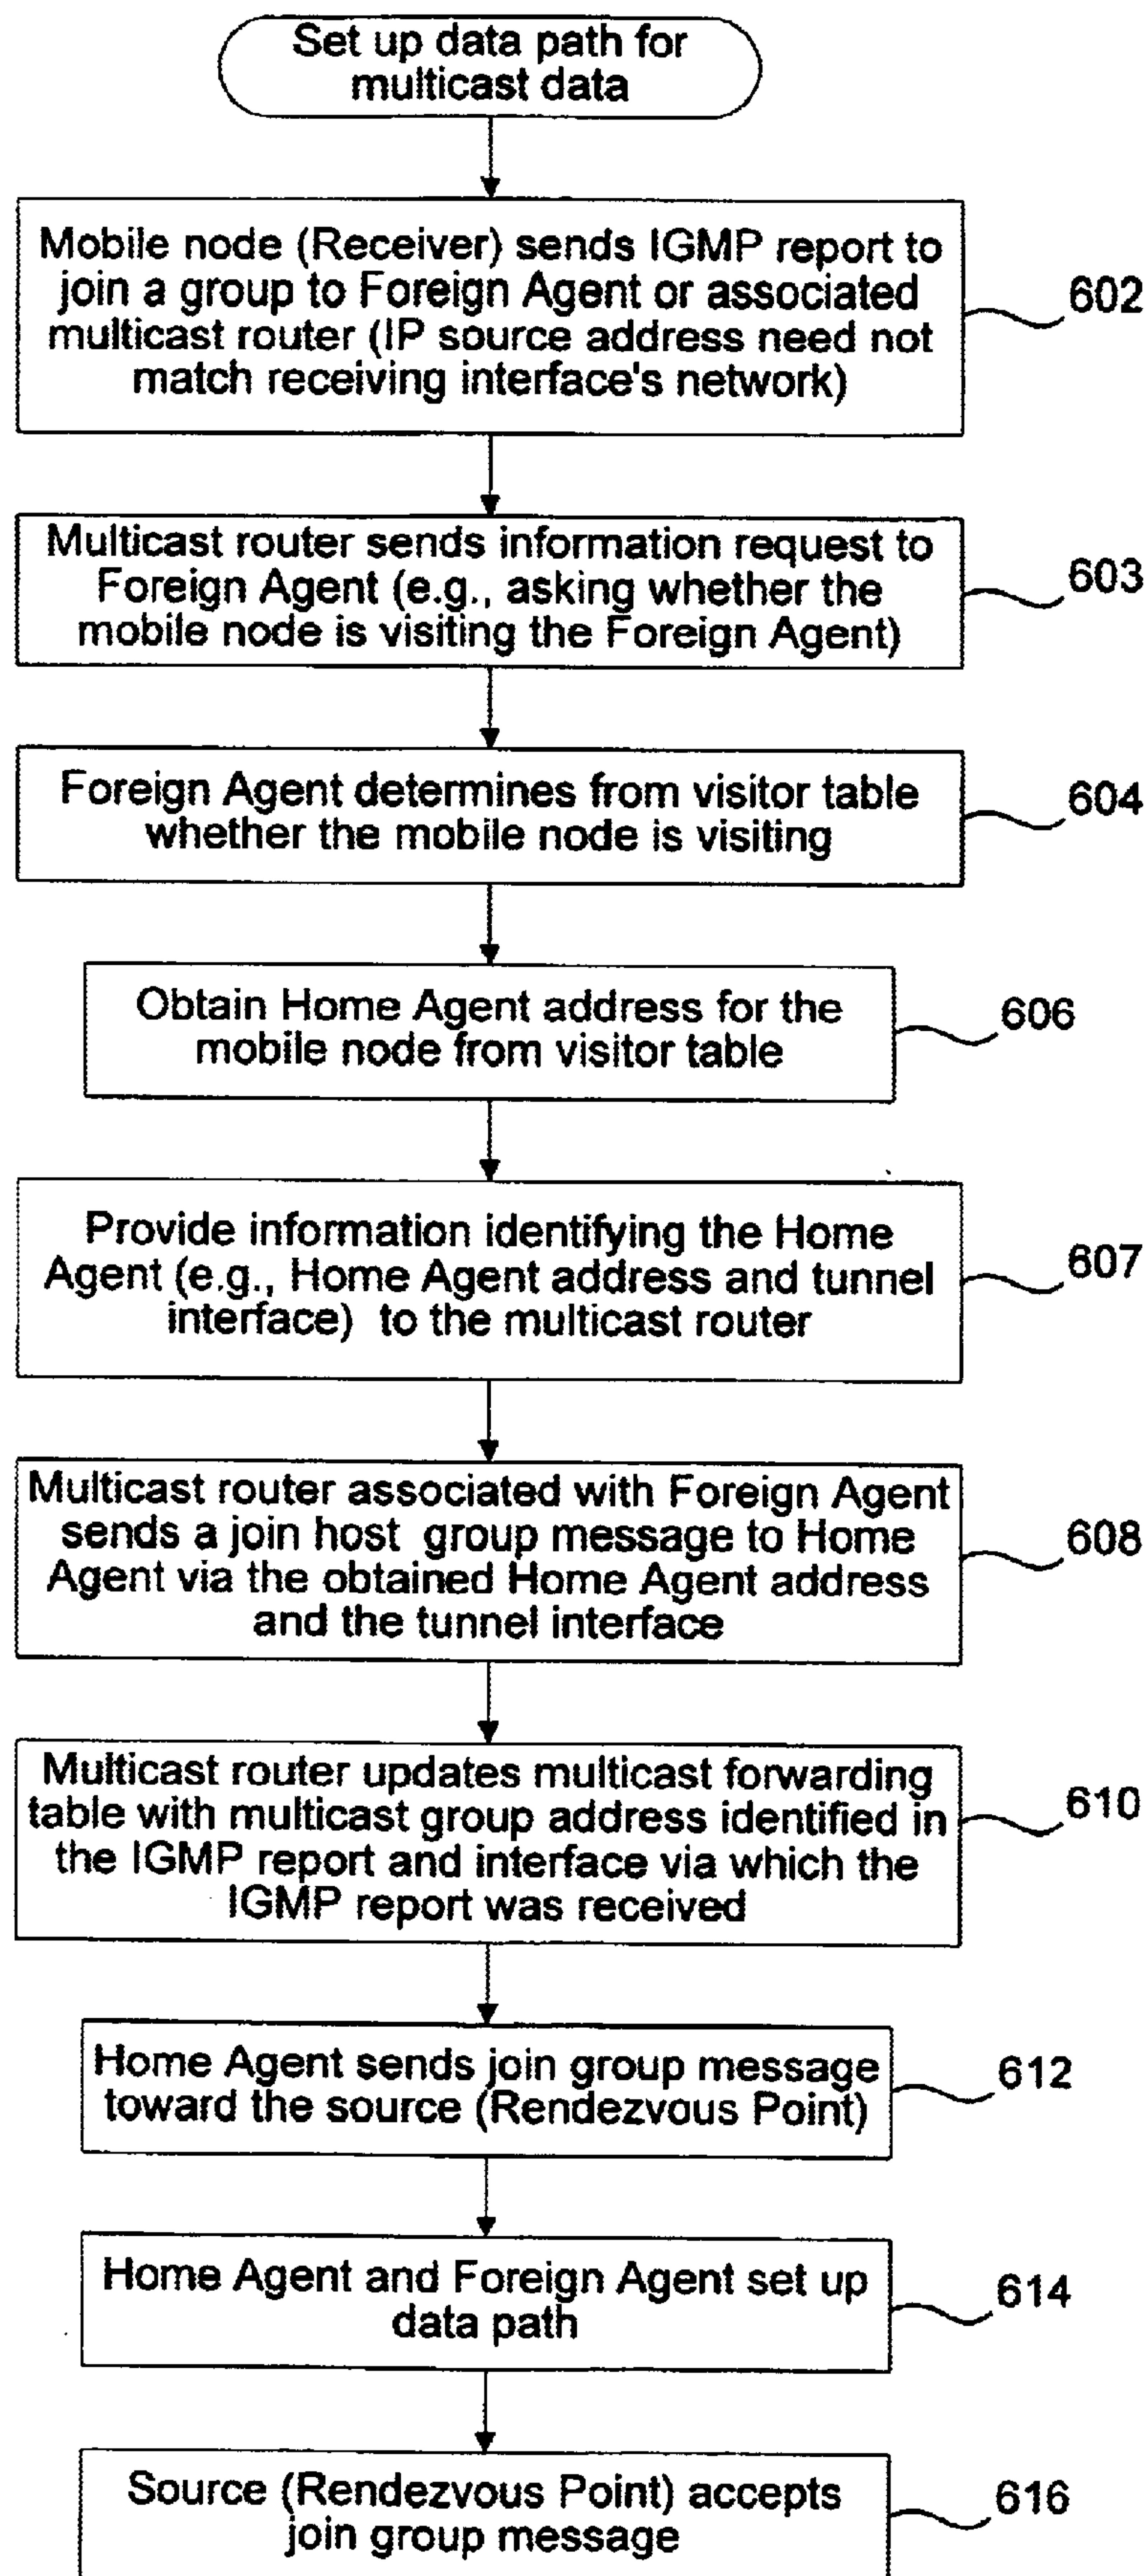 Set up data path for
multicast data
Mobile node (Receiver) sends IGMP report to
join a group to Foreign Agent or associated
multicast router (IP source address need not
match receiving interface's network)
602
Multicast router sends information request to
Foreign Agent (e.g., asking whether the
mobile node is visiting the Foreign Agent)
603
Foreign Agent determines from visitor table
whether the mobile node is visiting
604
Obtain Home Agent address for the
mobile node from visitor table
606
Provide information identifying the Home
Agent (e.g., Home Agent address and tunnel
interface) to the multicast router
607
Multicast router associated with Foreign Agent
sends a join host group message to Home
Agent via the obtained Home Agent address
and the tunnel interface
608
Multicast router updates multicast forwarding
table with multicast group address identified in
the IGMP report and interface via which the
IGMP report was received
610
Home Agent sends join group message
toward the source (Rendezvous Point)
612
Home Agent and Foreign Agent set up
data path
614
Source (Rendezvous Point) accepts
join group message
616